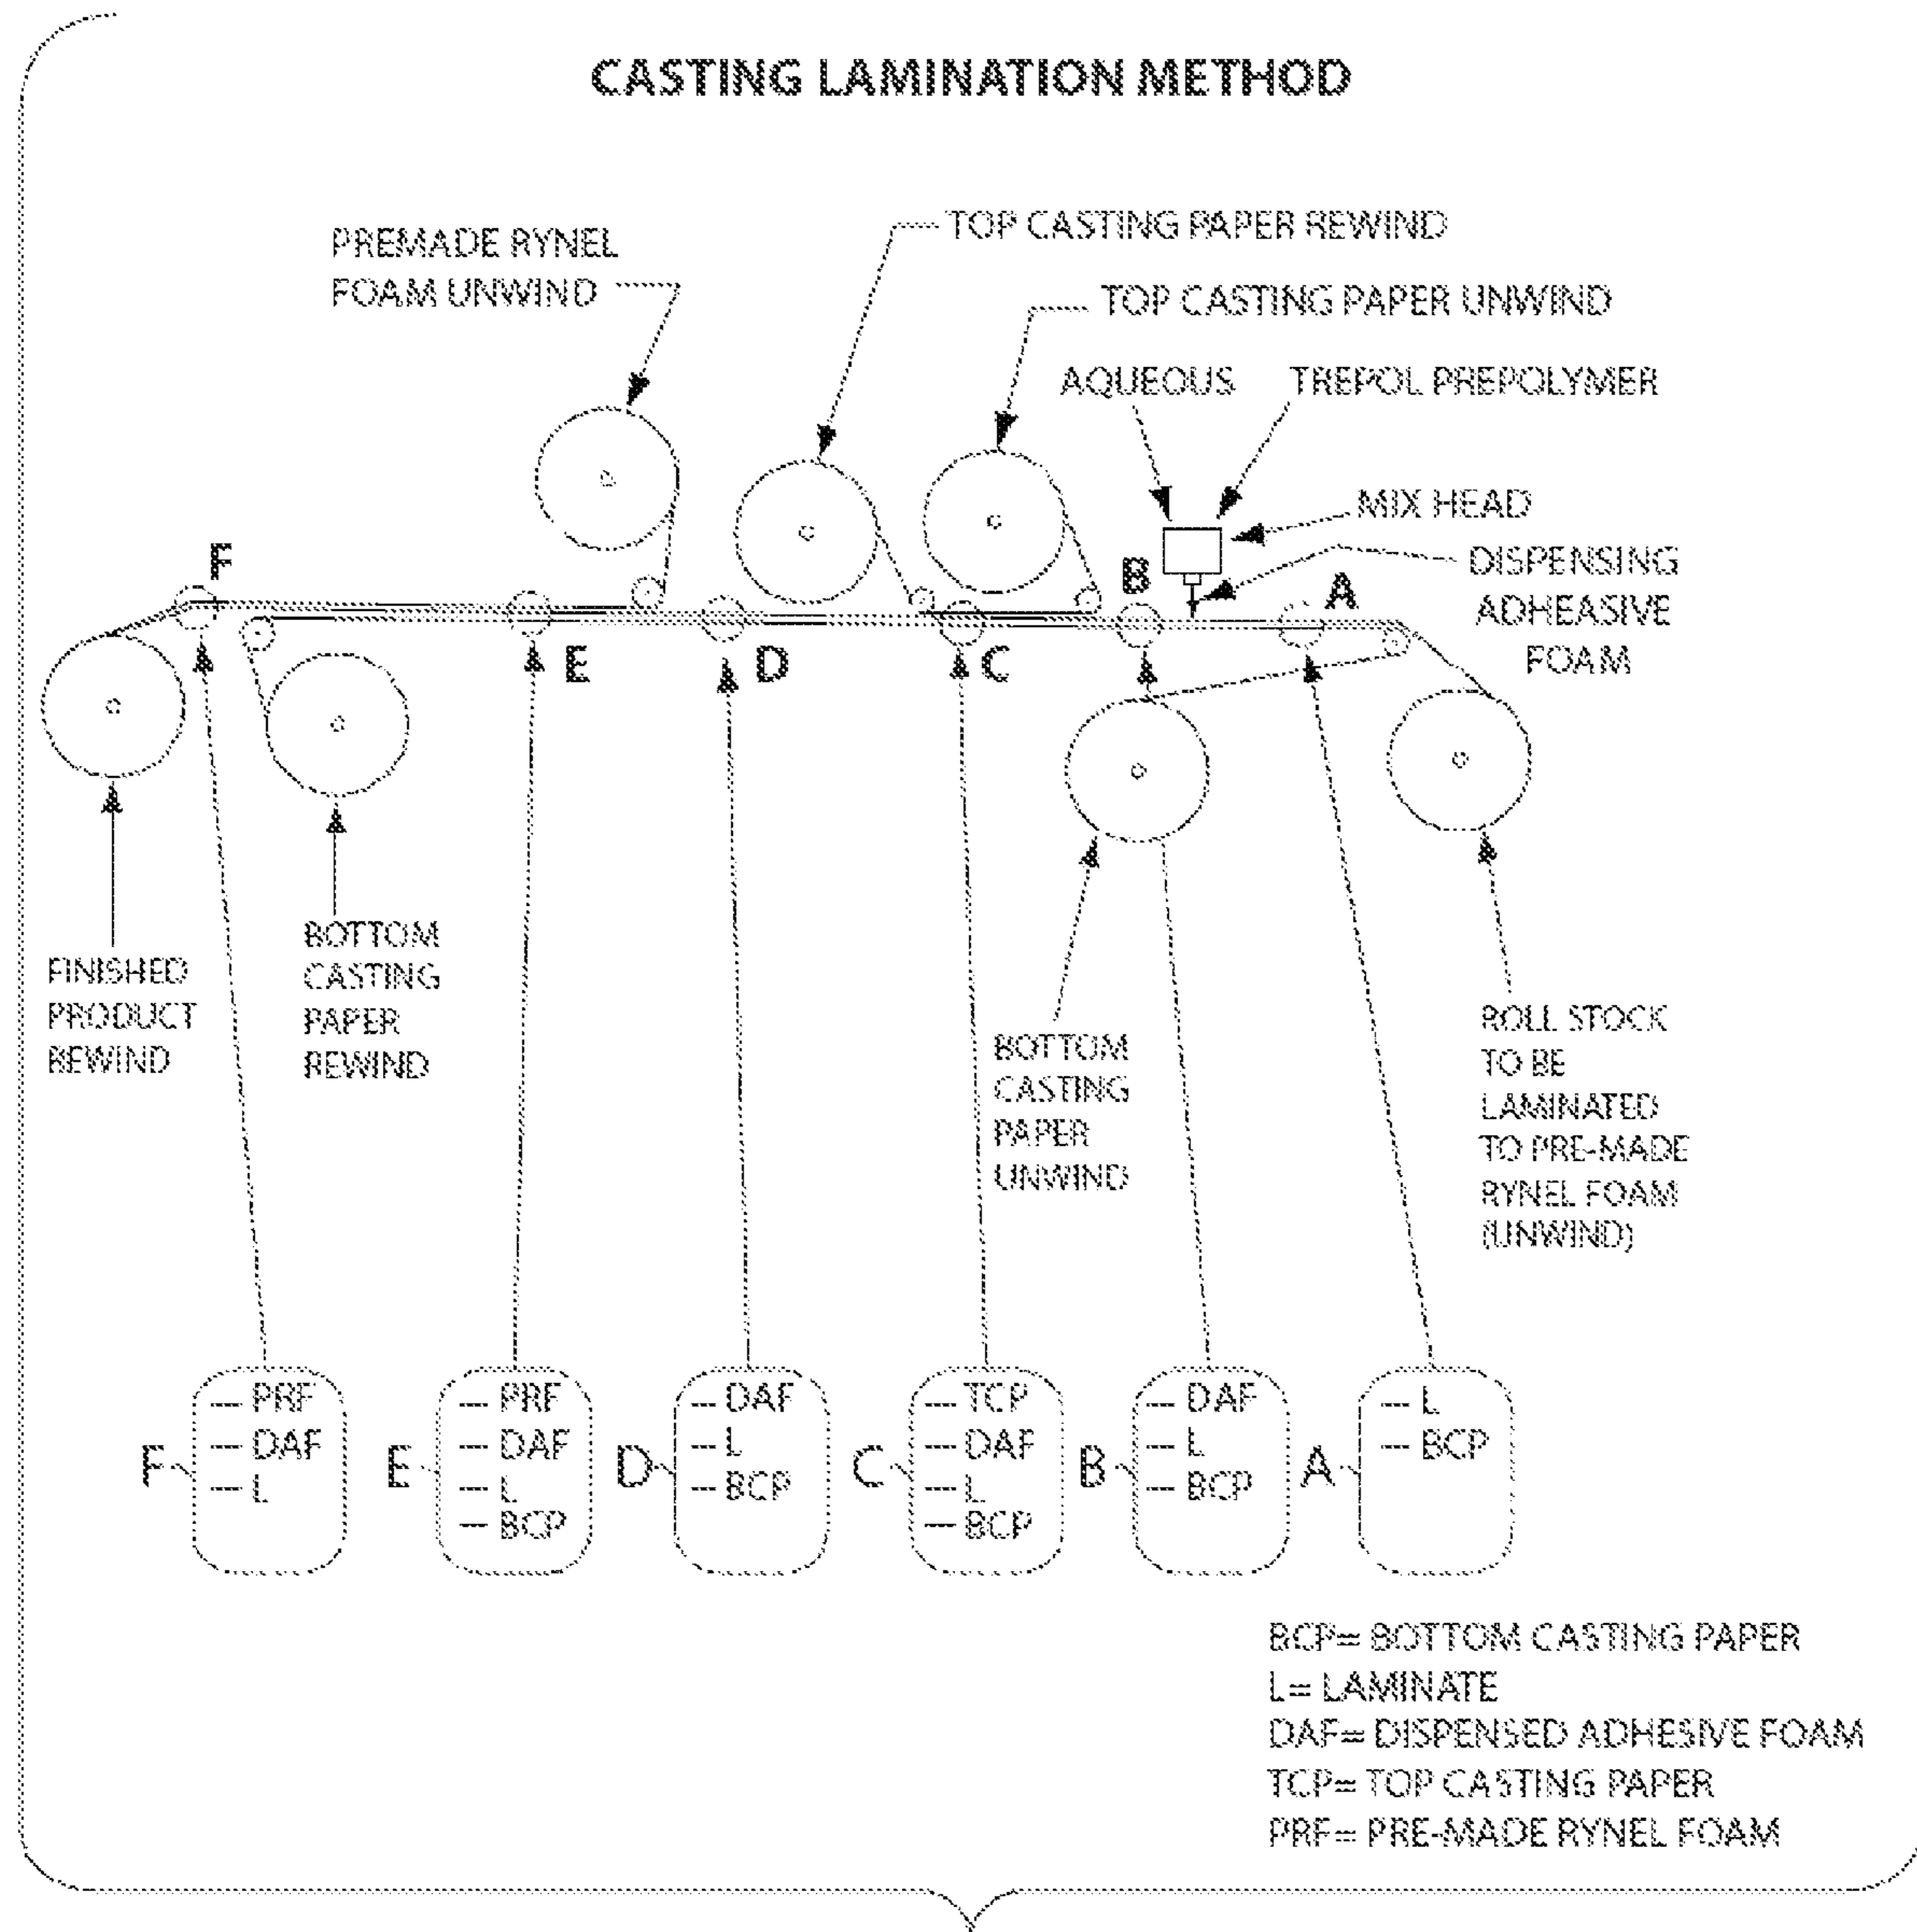 CASTING LAMINATION METHOD
PREMADE RYNEL
FOAM UNWIND
TOP CASTING PAPER REWIND
TOP CASTING PAPER UNWIND
AQUEOUS
TREPOL PREPOLYMER
MIX HEAD
DISPENSING
ADHEASIVE
FOAM
F
E
D
C
B
A
FINISHED
PRODUCT
REWIND
BOTTOM
CASTING
PAPER
REWIND
BOTTOM
CASTING
PAPER
UNWIND
ROLL STOCK
TO BE
LAMINATED
TO PRE-MADE
RYNEL FOAM
(UNWIND)
F
PRF
DAF
L
E
PRF
DAF
L
BCP
D
DAF
L
BCP
C
TCP
DAF
L
BCP
B
DAF
L
BCP
A
L
BCP
BCP= BOTTOM CASTING PAPER
L= LAMINATE
DAF= DISPENSED ADHESIVE FOAM
TCP= TOP CASTING PAPER
PRF= PRE-MADE RYNEL FOAM